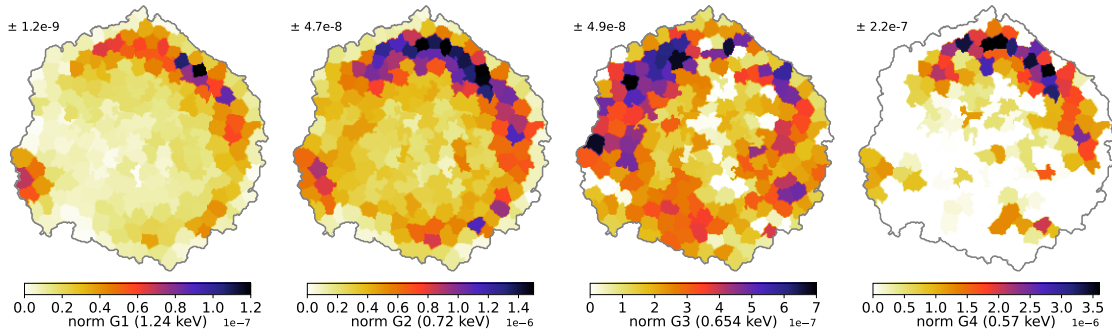 ± 1.2e-9
± 4.7e-8
± 4.9e-8
± 2.2e-7
0.0 0.2 0.4 0.6 0.8 1.0 1.2
norm G1 (1.24 keV) 1e−7
0.0 0.2 0.4 0.6 0.8 1.0 1.2 1.4
norm G2 (0.72 keV) 1e−6
0 1 2 3 4 5 6 7
norm G3 (0.654 keV) 1e−7
0.0 0.5 1.0 1.5 2.0 2.5 3.0 3.5
norm G4 (0.57 keV) 1e−6